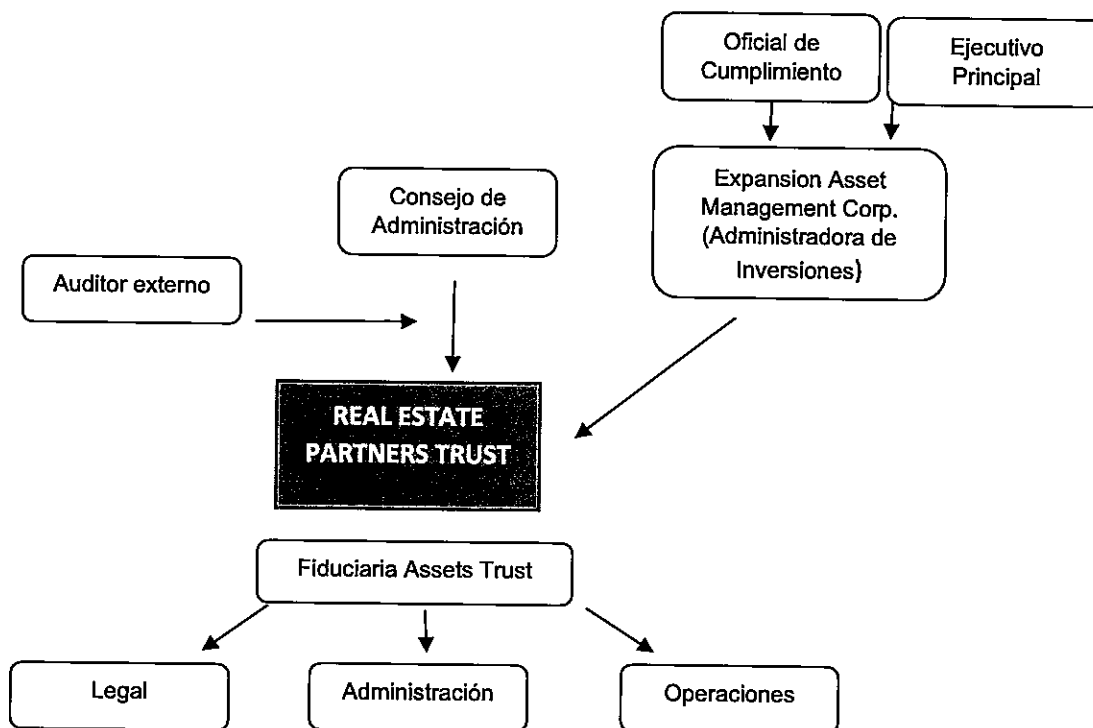 Oficial de
Cumplimiento
Ejecutivo
Principal
Expansion Asset
Management Corp.
(Administradora de
Inversiones)
Consejo de
Administración
Auditor externo
REAL ESTATE
PARTNERS TRUST
Fiduciaria Assets Trust
Legal
Administración
Operaciones